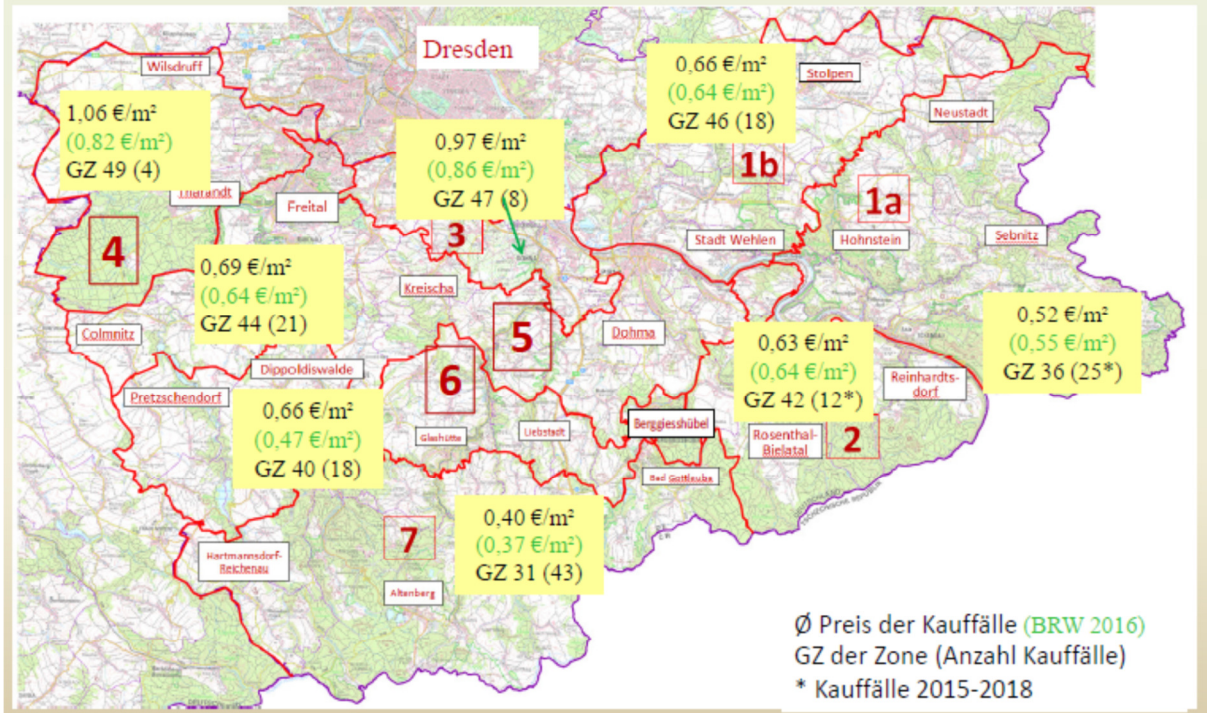 Dresden
Wilsdruff
1,06 €/m²
(0,82 €/m²)
GZ 49 (4)
Tharandt
Freital
0,97 €/m²
(0,86 €/m²)
GZ 47 (8)
0,66 €/m²
(0,64 €/m²)
GZ 46 (18)
Stolpen
Neustadt
1b
1a
3
4
Stadt Wehlen
Hohnstein
Sebnitz
0,69 €/m²
(0,64 €/m²)
GZ 44 (21)
Kreischa
5
Dohma
Colmnitz
0,52 €/m²
(0,55 €/m²)
GZ 36 (25*)
0,63 €/m²
(0,64 €/m²)
GZ 42 (12*)
Dippoldiswalde
6
Reinhardts-
dorf
Pretzschendorf
0,66 €/m²
(0,47 €/m²)
GZ 40 (18)
Glashütte
Liebstadt
Berggiesshübel
Rosenthal-
Bielatal
2
Bad Gottleuba
0,40 €/m²
(0,37 €/m²)
GZ 31 (43)
7
Hartmannsdorf-
Reichenau
Altenberg
Ø Preis der Kauffälle (BRW 2016)
GZ der Zone (Anzahl Kauffälle)
* Kauffälle 2015-2018